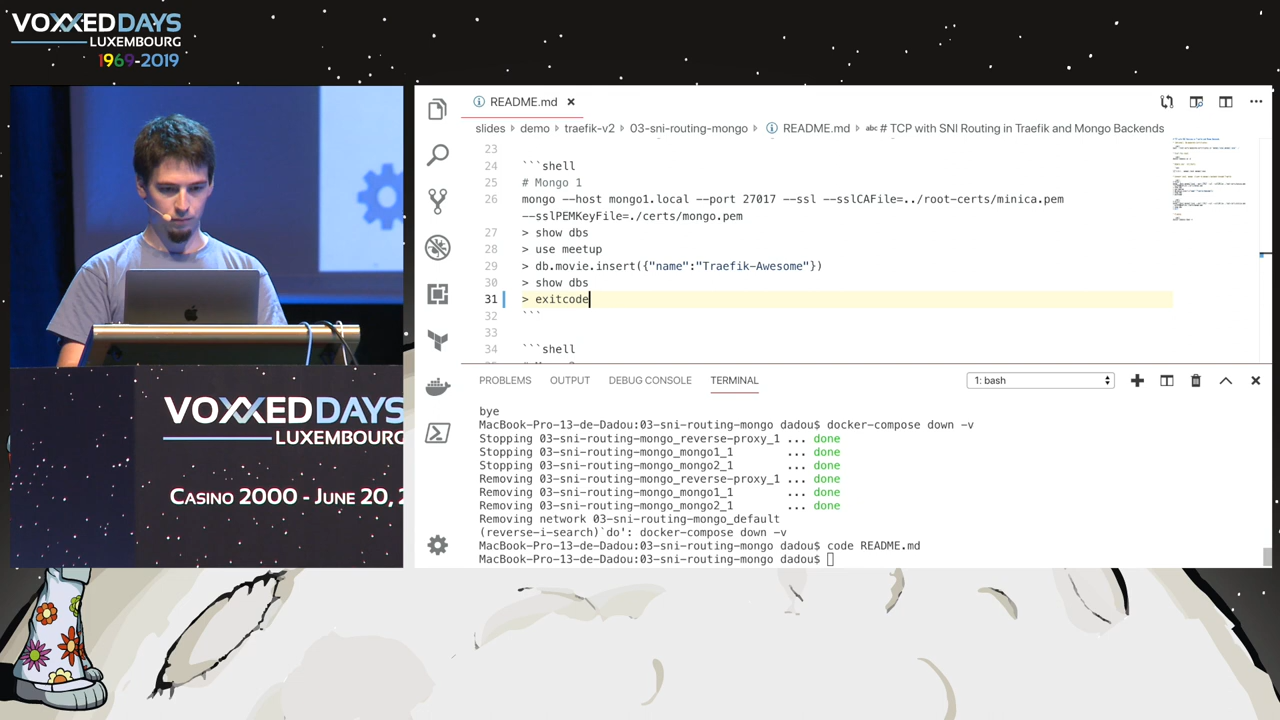 VOXXEDDAYS
LUXEMBOURG
1969-2019
README.md
slides demo traefik-v2 03-sni-routing-mongo README.md # TCP with SNI Routing in Traefik and Mongo Backends
23
24 ```shell
25 # Mongo 1
26 mongo --host mongo1.local --port 27017 --ssl --sslCAFile=../root-certs/minica.pem
--sslPEMKeyFile=./certs/mongo.pem
27 > show dbs
28 > use meetup
29 > db.movie.insert({"name":"Traefik-Awesome"})
30 > show dbs
31 > exitcode
32 ```
33
34 ```shell
PROBLEMS OUTPUT DEBUG CONSOLE TERMINAL 1: bash
bye
MacBook-Pro-13-de-Dadou:03-sni-routing-mongo dadou$ docker-compose down -v
Stopping 03-sni-routing-mongo_reverse-proxy_1 ... done
Stopping 03-sni-routing-mongo_mongo1_1 ... done
Stopping 03-sni-routing-mongo_mongo2_1 ... done
Removing 03-sni-routing-mongo_reverse-proxy_1 ... done
Removing 03-sni-routing-mongo_mongo1_1 ... done
Removing 03-sni-routing-mongo_mongo2_1 ... done
Removing network 03-sni-routing-mongo_default
(reverse-i-search)`do': docker-compose down -v
MacBook-Pro-13-de-Dadou:03-sni-routing-mongo dadou$ code README.md
MacBook-Pro-13-de-Dadou:03-sni-routing-mongo dadou$
VOXXEDDAYS
LUXEMBOURG
CASINO 2000 - JUNE 20, 2